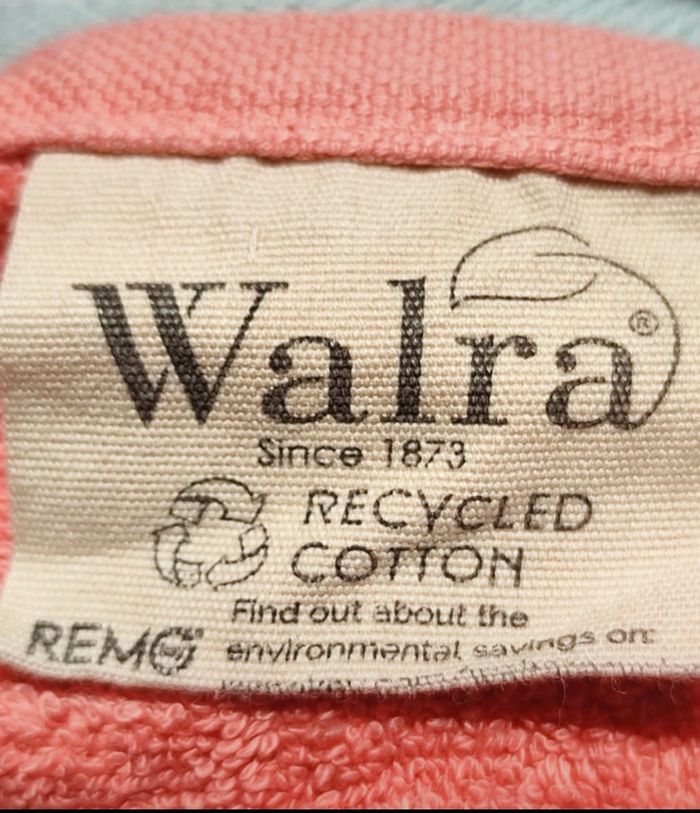 Walra®
Since 1873
RECYCLED
COTTON
Find out about the
REMO environmental savings on: